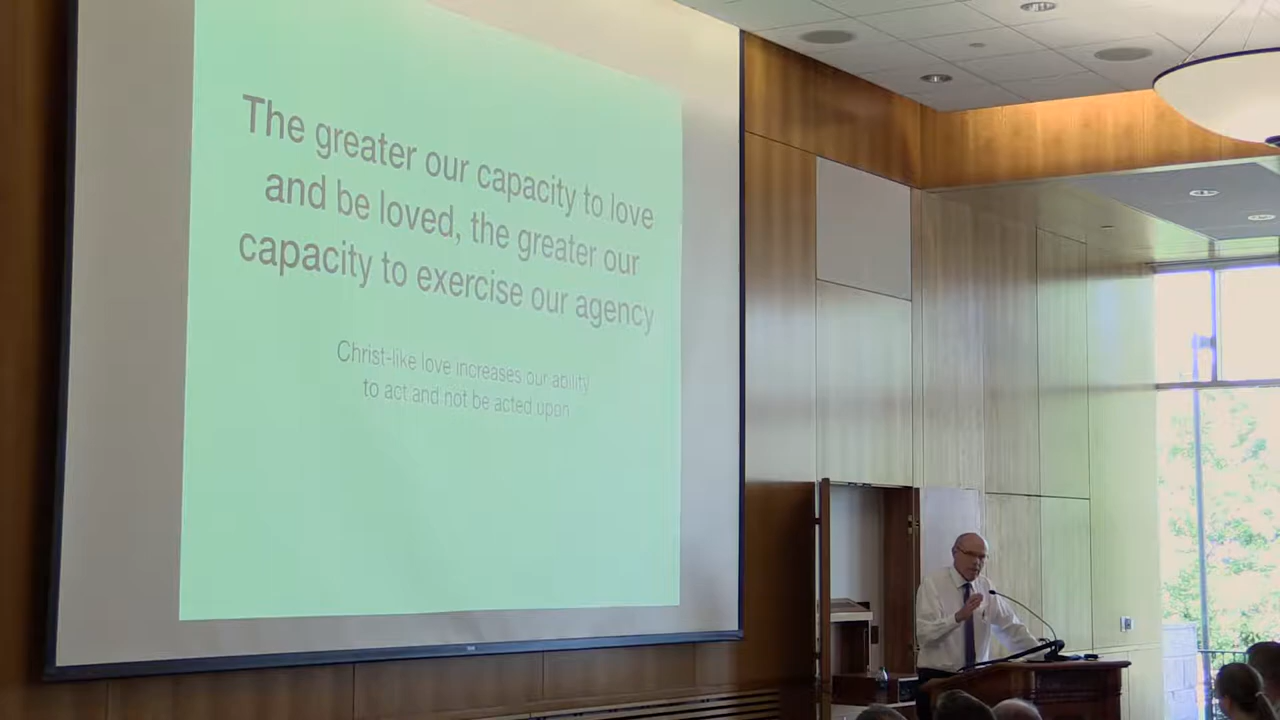 The greater our capacity to love
and be loved, the greater our
capacity to exercise our agency
Christ-like love increases our ability
to act and not be acted upon